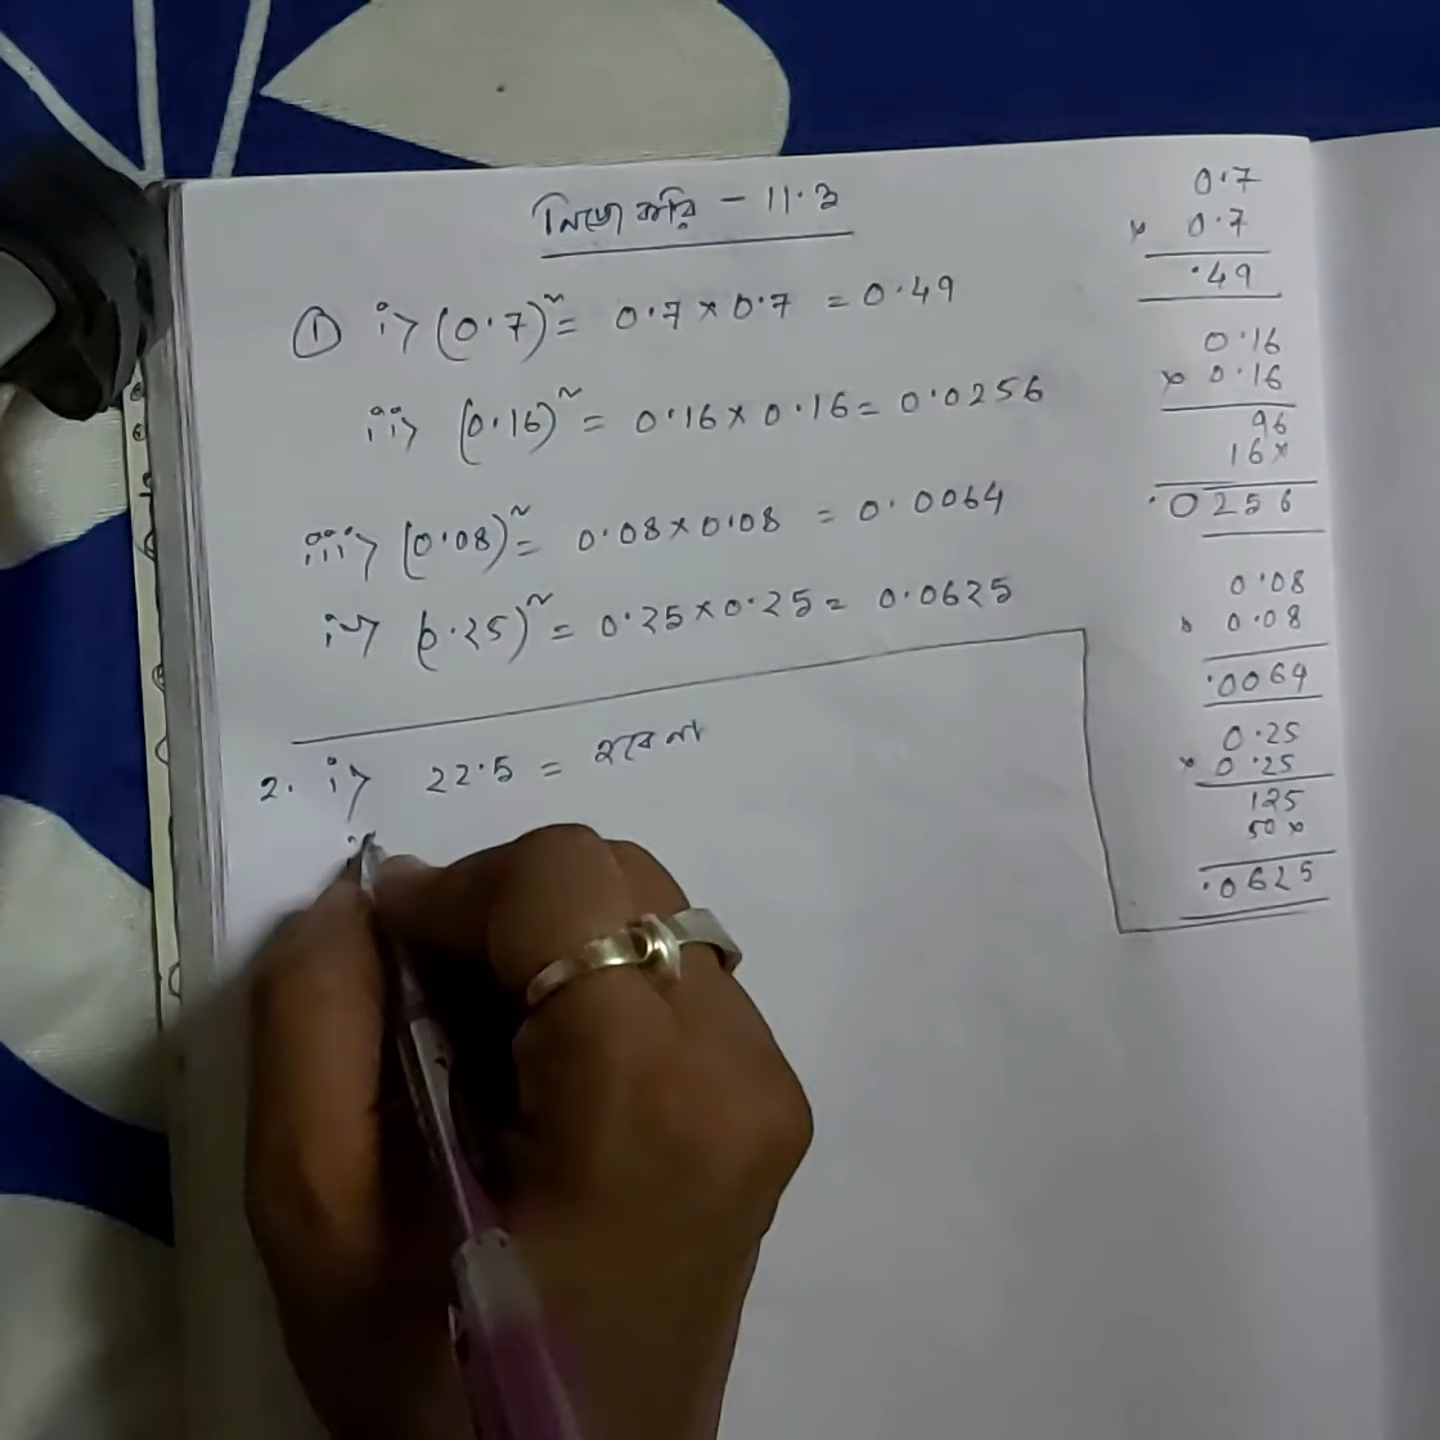 নিজে করি – 11.3
① i> (0.7)² = 0.7 × 0.7 = 0.49
ii> (0.16)² = 0.16 × 0.16 = 0.0256
iii> (0.08)² = 0.08 × 0.08 = 0.0064
iv> (0.25)² = 0.25 × 0.25 = 0.0625
2. i> 22.5 = হবে না
0.7
× 0.7
.49
0.16
× 0.16
96
16×
.0256
0.08
× 0.08
.0064
0.25
× 0.25
125
50×
.0625